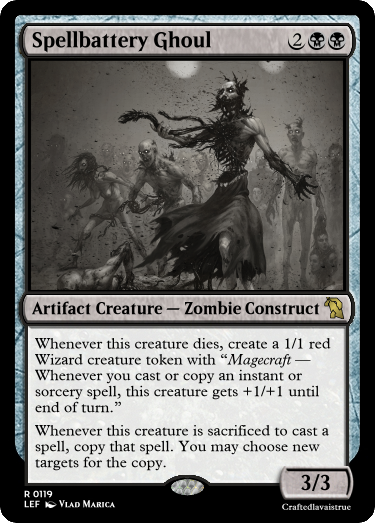 Spellbattery Ghoul 2
Artifact Creature — Zombie Construct
Whenever this creature dies, create a 1/1 red
Wizard creature token with “Magecraft —
Whenever you cast or copy an instant or
sorcery spell, this creature gets +1/+1 until
end of turn.”
Whenever this creature is sacrificed to cast a
spell, copy that spell. You may choose new
targets for the copy.
3/3
R 0119
LEF Vlad Marica
Craftedlavaistrue